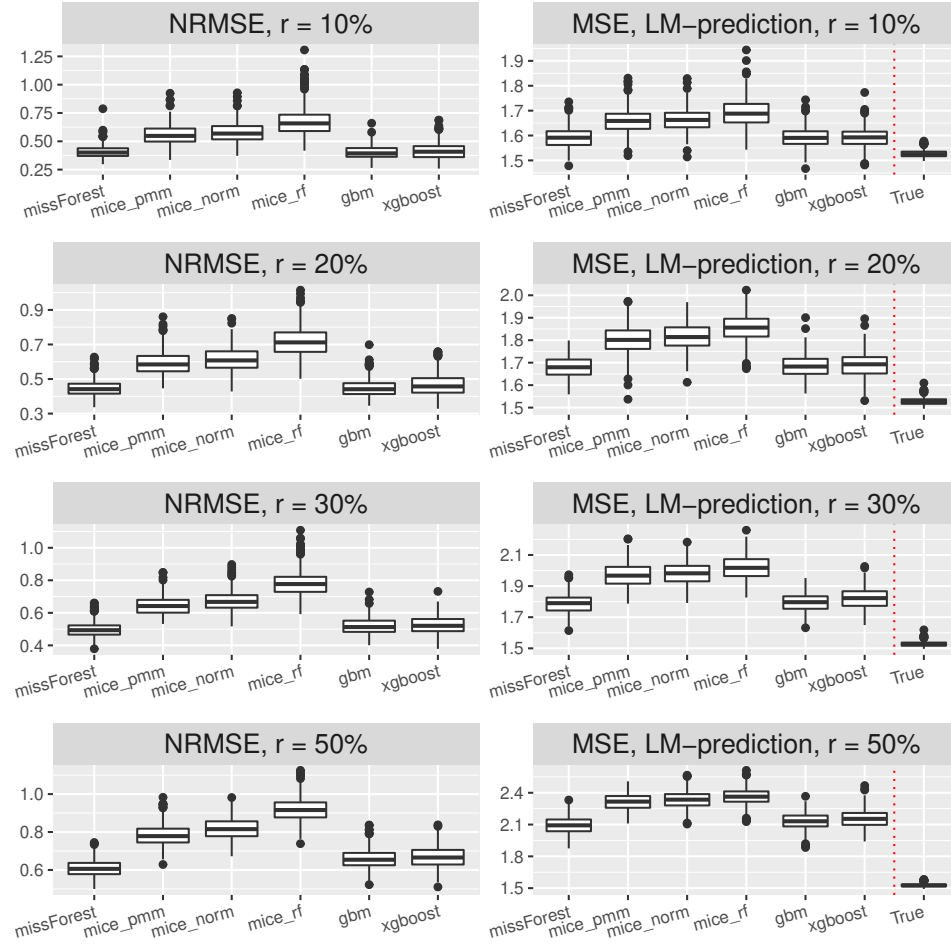 NRMSE, r = 10%
1.25
1.00
0.75
0.50
0.25
missForest mice_pmm mice_norm mice_rf gbm xgboost
MSE, LM−prediction, r = 10%
1.9
1.8
1.7
1.6
1.5
missForest mice_pmm mice_norm mice_rf gbm xgboost True
NRMSE, r = 20%
0.9
0.7
0.5
0.3
missForest mice_pmm mice_norm mice_rf gbm xgboost
MSE, LM−prediction, r = 20%
2.0
1.9
1.8
1.7
1.6
1.5
missForest mice_pmm mice_norm mice_rf gbm xgboost True
NRMSE, r = 30%
1.0
0.8
0.6
0.4
missForest mice_pmm mice_norm mice_rf gbm xgboost
MSE, LM−prediction, r = 30%
2.1
1.9
1.7
1.5
missForest mice_pmm mice_norm mice_rf gbm xgboost True
NRMSE, r = 50%
1.0
0.8
0.6
missForest mice_pmm mice_norm mice_rf gbm xgboost
MSE, LM−prediction, r = 50%
2.4
2.1
1.8
1.5
missForest mice_pmm mice_norm mice_rf gbm xgboost True